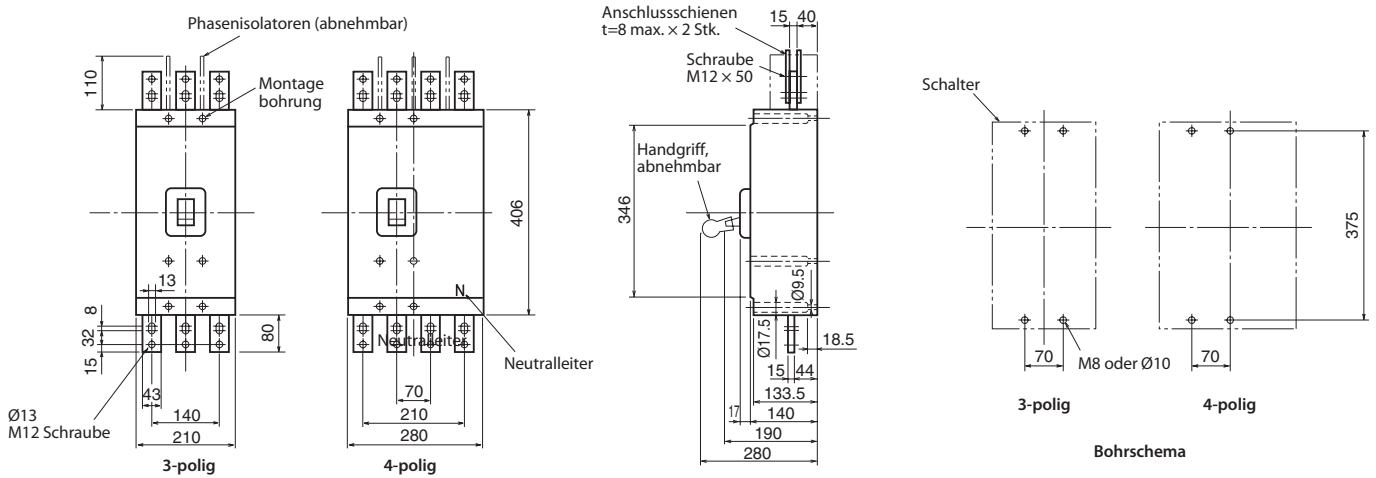 Phasenisolatoren (abnehmbar)
110
Montage
bohrung
13
8
32
15
80
43
140
210
Ø13
M12 Schraube
3-polig
406
N
Neutralleiter
Neutralleiter
70
210
280
4-polig
Anschlussschienen
t=8 max. × 2 Stk.
15 40
Schraube
M12 × 50
Handgriff,
abnehmbar
346
Ø9.5
Ø17.5
18.5
15 44
133.5
17 140
190
280
Schalter
375
70 M8 oder Ø10 70
3-polig 4-polig
Bohrschema